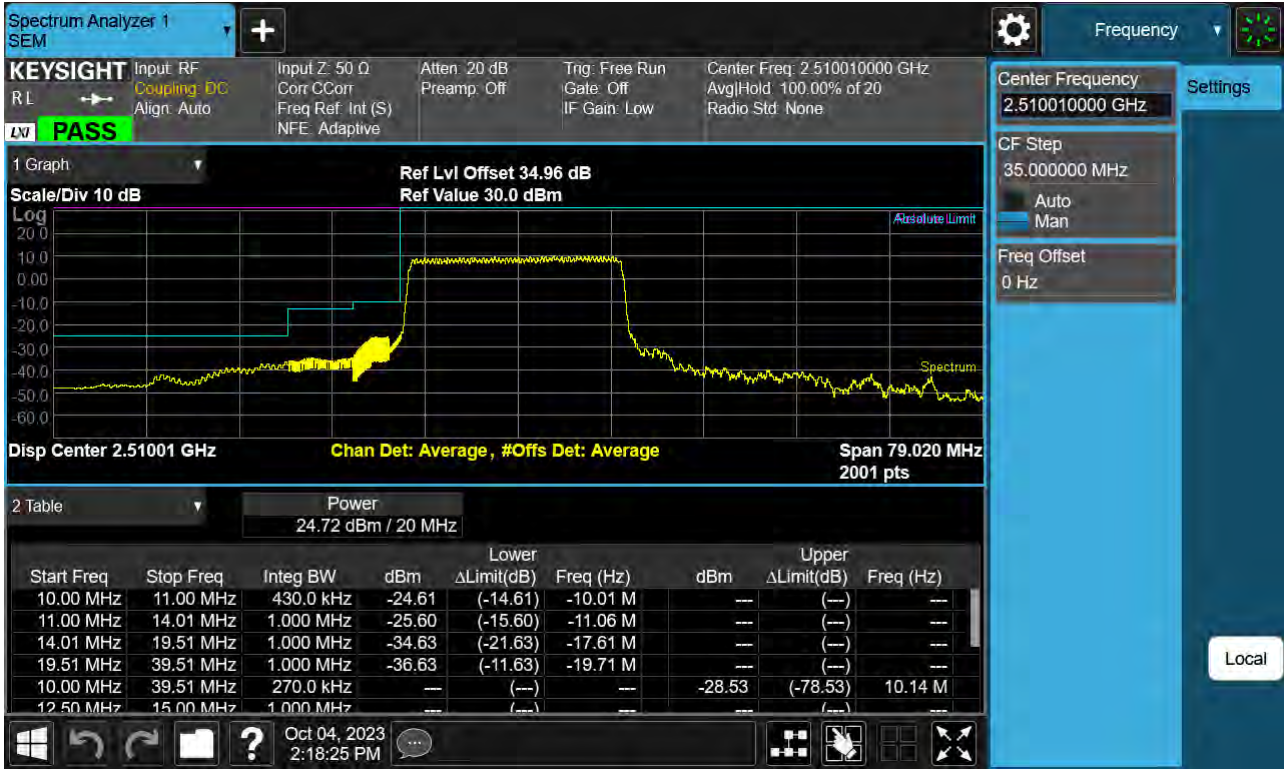 Spectrum Analyzer 1
SEM
Frequency
KEYSIGHT
Input: RF
Coupling: DC
Align: Auto
Input Z: 50 Ω
Corr CCorr
Freq Ref: Int (S)
NFE: Adaptive
Atten: 20 dB
Preamp: Off
Trig: Free Run
Gate: Off
IF Gain: Low
Center Freq: 2.510010000 GHz
Avg|Hold: 100.00% of 20
Radio Std: None
R L
LXI PASS
Center Frequency
2.510010000 GHz
Settings
CF Step
35.000000 MHz
Auto
Man
Freq Offset
0 Hz
1 Graph
Scale/Div 10 dB
Ref Lvl Offset 34.96 dB
Ref Value 30.0 dBm
Log
20.0
10.0
0.00
-10.0
-20.0
-30.0
-40.0
-50.0
-60.0
Limit
Spectrum
Disp Center 2.51001 GHz
Chan Det: Average, #Offs Det: Average
Span 79.020 MHz
2001 pts
2 Table
Power
24.72 dBm / 20 MHz
Lower Upper
Start Freq Stop Freq Integ BW dBm ΔLimit(dB) Freq (Hz) dBm ΔLimit(dB) Freq (Hz)
10.00 MHz 11.00 MHz 430.0 kHz -24.61 (-14.61) -10.01 M --- (---) ---
11.00 MHz 14.01 MHz 1.000 MHz -25.60 (-15.60) -11.06 M --- (---) ---
14.01 MHz 19.51 MHz 1.000 MHz -34.63 (-21.63) -17.61 M --- (---) ---
19.51 MHz 39.51 MHz 1.000 MHz -36.63 (-11.63) -19.71 M --- (---) ---
10.00 MHz 39.51 MHz 270.0 kHz --- (---) --- -28.53 (-78.53) 10.14 M
12.50 MHz 15.00 MHz 1.000 MHz --- (---) --- --- (---) ---
Local
Oct 04, 2023
2:18:25 PM